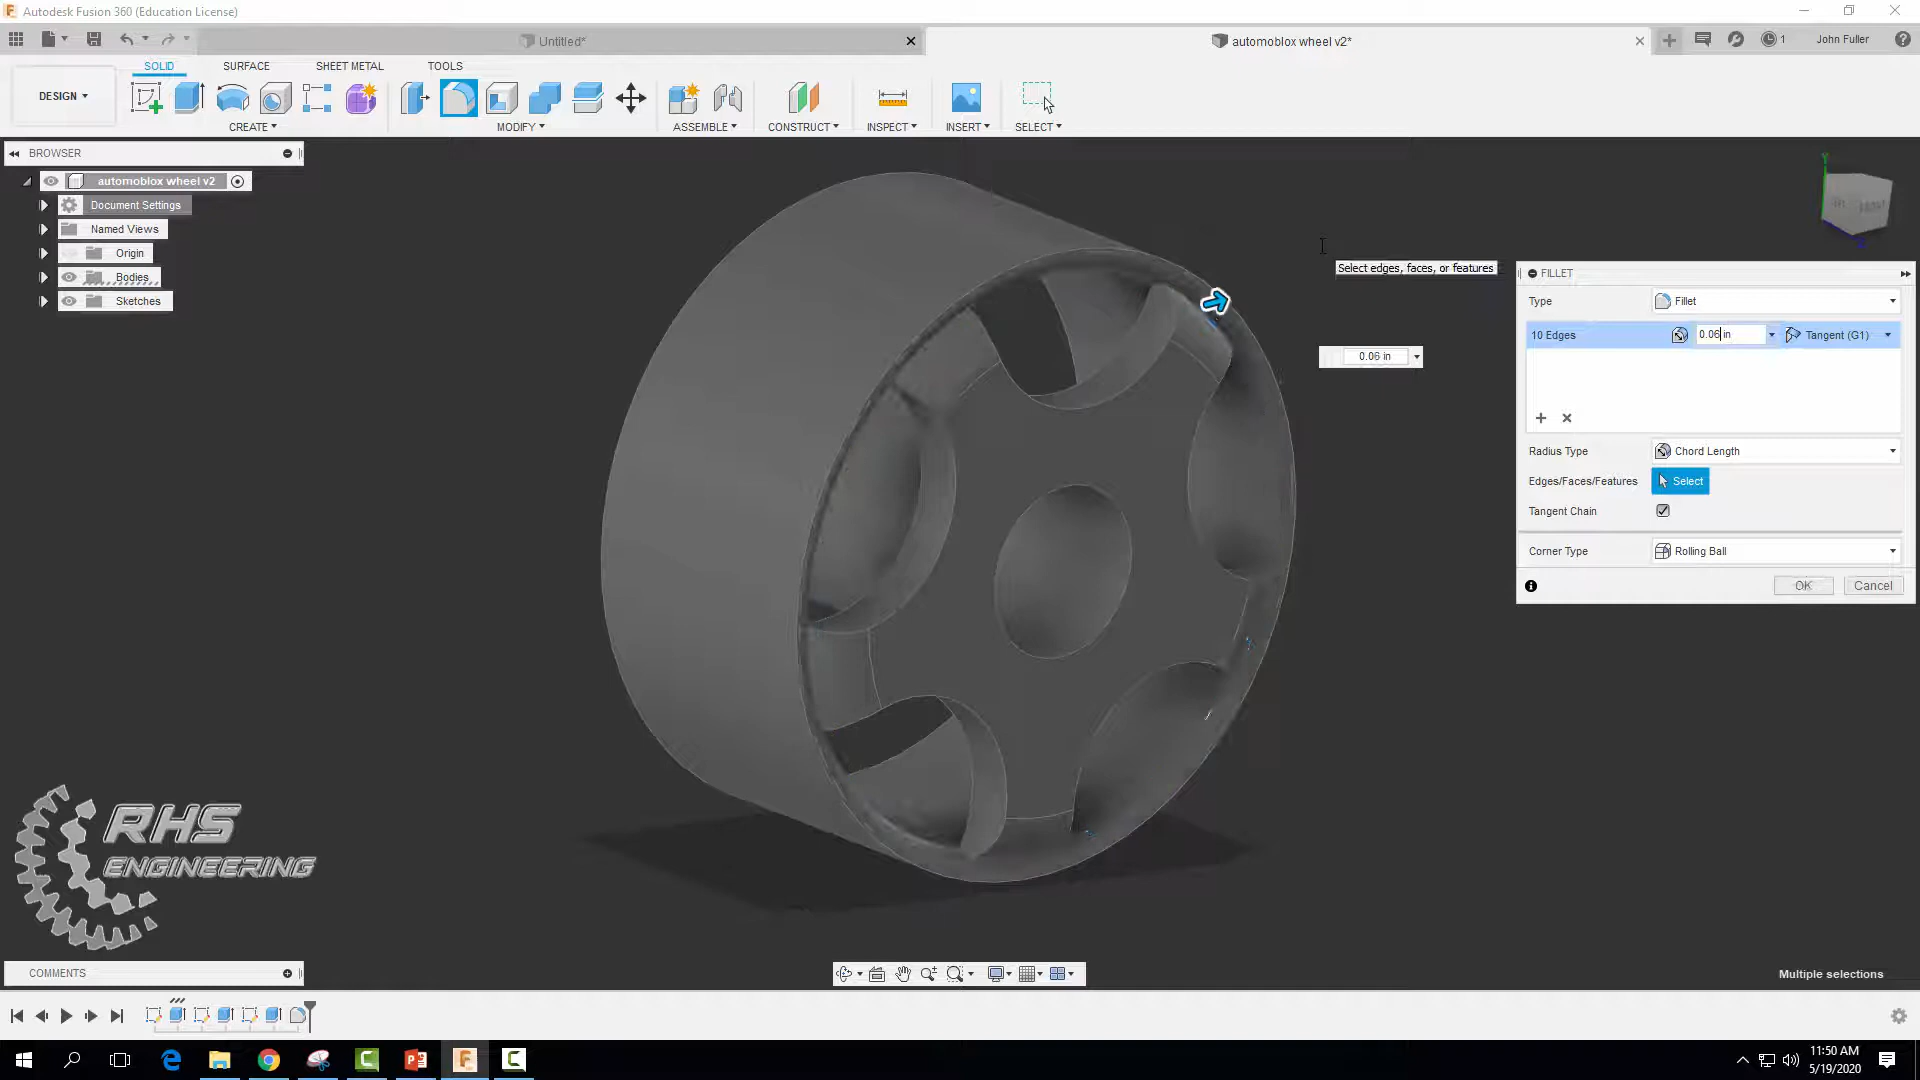 Autodesk Fusion 360 (Education License)
Untitled*
automoblox wheel v2*
1
John Fuller
SOLID
SURFACE
SHEET METAL
TOOLS
DESIGN
CREATE
MODIFY
ASSEMBLE
CONSTRUCT
INSPECT
INSERT
SELECT
BROWSER
automoblox wheel v2
Document Settings
Named Views
Origin
Bodies
Sketches
Y
Select edges, faces, or features
0.06 in
FILLET
Type
Fillet
10 Edges
0.06 in
Tangent (G1)
Radius Type
Chord Length
Edges/Faces/Features
Select
Tangent Chain
Corner Type
Rolling Ball
OK
Cancel
RHS
ENGINEERING
COMMENTS
Multiple selections
11:50 AM
5/19/2020